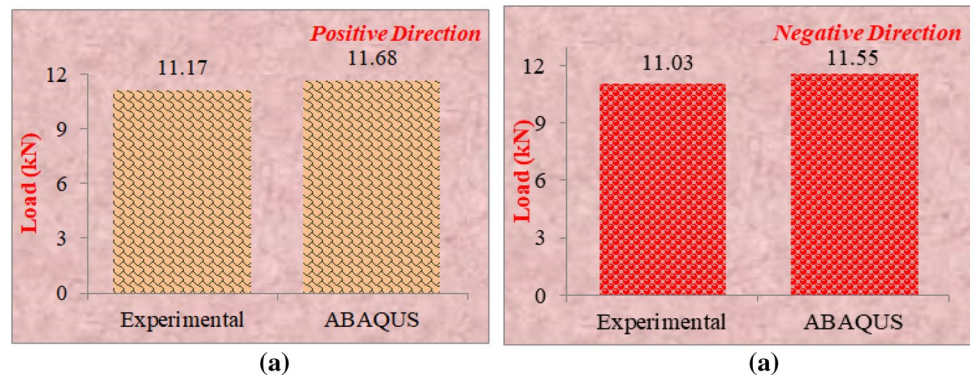 Positive Direction
11.17
11.68
12
9
6
3
0
Load (kN)
Experimental
ABAQUS
(a)
Negative Direction
11.03
11.55
12
9
6
3
0
Load (kN)
Experimental
ABAQUS
(a)